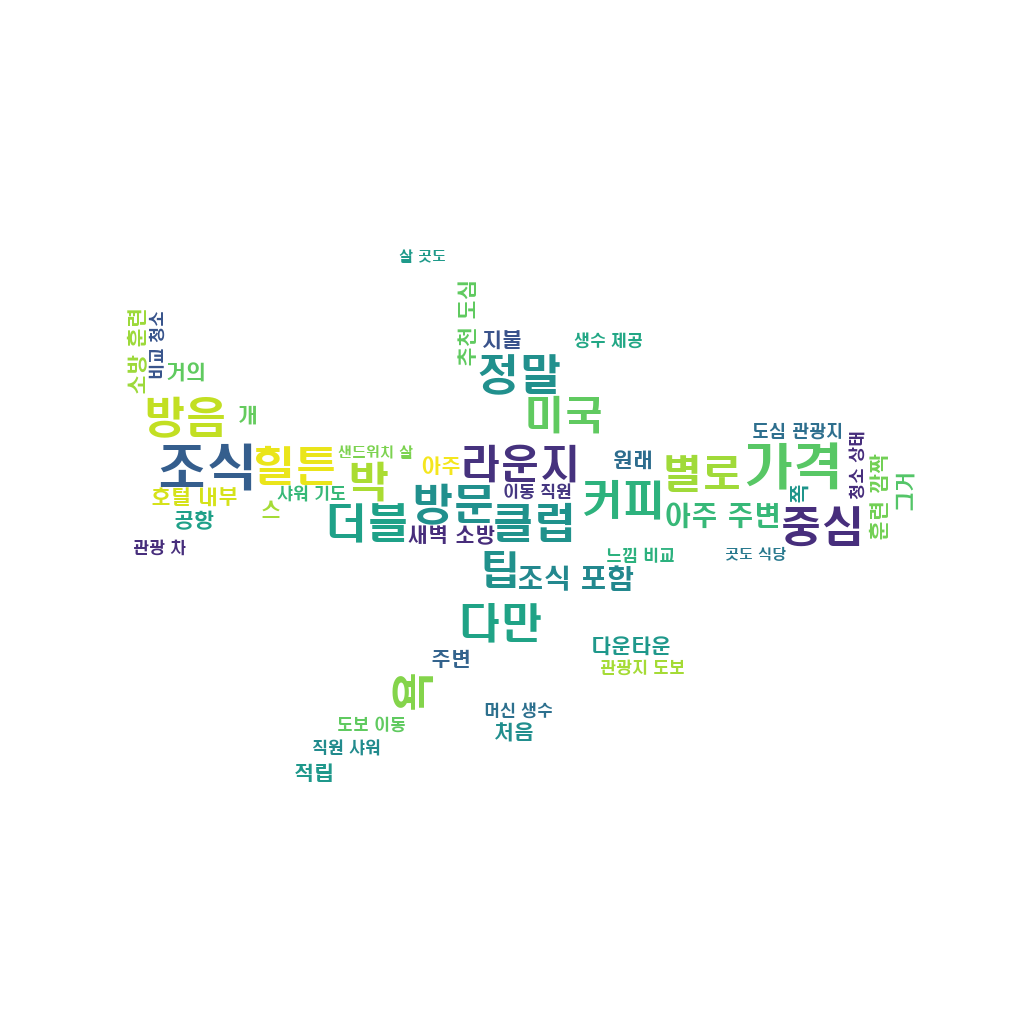 살 곳도
추천 도심
소방 훈련
비교 청소
지불
생수 제공
거의
정말
방음
개
미국
도심 관광지
조식
힐튼
샌드위치 살
박
아주
라운지
원래
별로
가격
청소 상태
훈련 깜짝
그거
호털 내부
샤워 기도
스
방문
이동 직원
커피
쪽
공항
더블
새벽 소방
클럽
아주 주변
중심
관광 차
느낌 비교
곳도 식당
팁
조식 포함
다만
다운타운
주변
관광지 도보
욕
머신 생수
도보 이동
처음
직원 샤워
적립